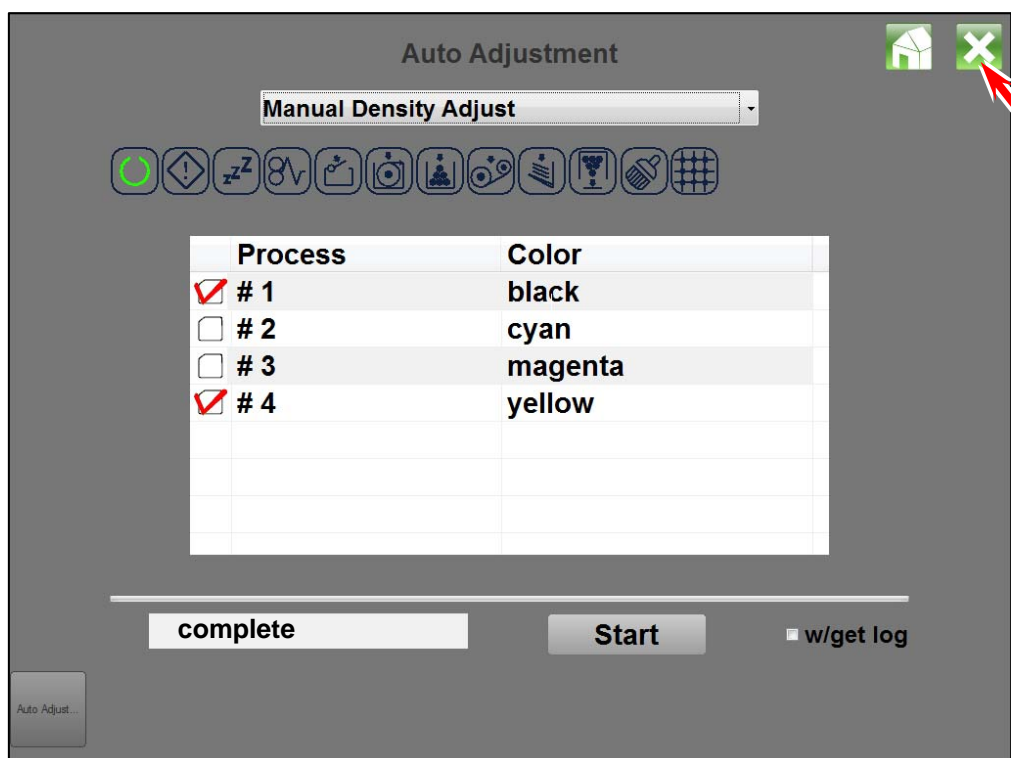 Auto Adjustment
Manual Density Adjust
zzZ
Process Color
# 1 black
# 2 cyan
# 3 magenta
# 4 yellow
complete Start w/get log
Auto Adjust...